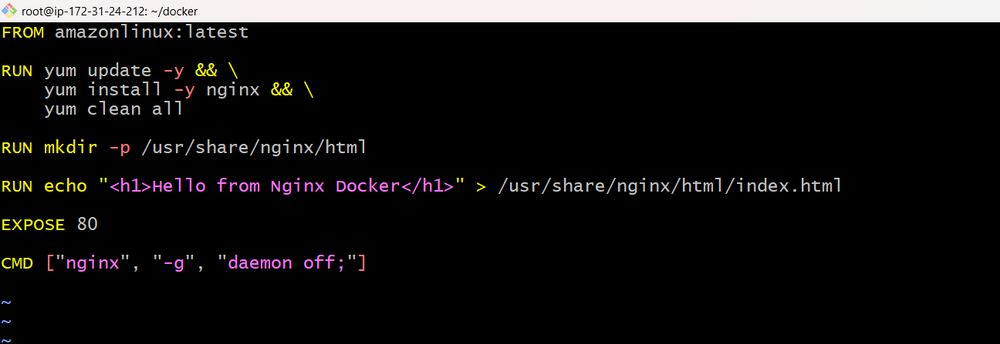 root@ip-172-31-24-212: ~/docker
FROM amazonlinux:latest
RUN yum update -y && \
    yum install -y nginx && \
    yum clean all
RUN mkdir -p /usr/share/nginx/html
RUN echo "<h1>Hello from Nginx Docker</h1>" > /usr/share/nginx/html/index.html
EXPOSE 80
CMD ["nginx", "-g", "daemon off;"]
~
~
~